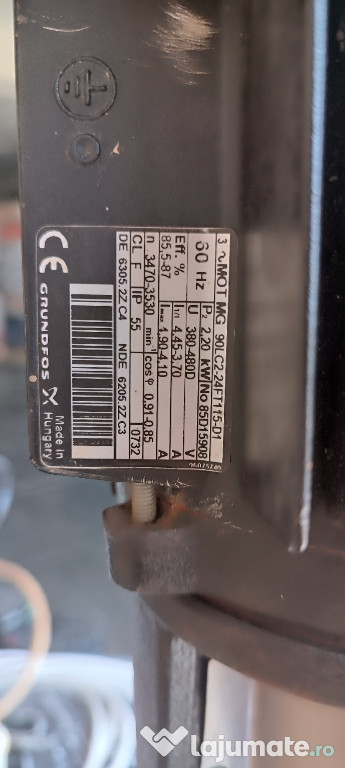 3 ~ MOT MG 90LC2-24FT115-D1
P2 2,20 kW No 85D15908
60 Hz
U 380-480D V
Eff. %
85,5-87
I1/1 4,45-3,70 A
Imax 4,90-4,10 A
n 3470-3530 min-1 cos φ 0,91-0,85
CL F IP 55
0732
DE 6305.2Z.C4 NDE 6205.2Z.C3
CE GRUNDFOS
Made in
Hungary
lajumate.ro